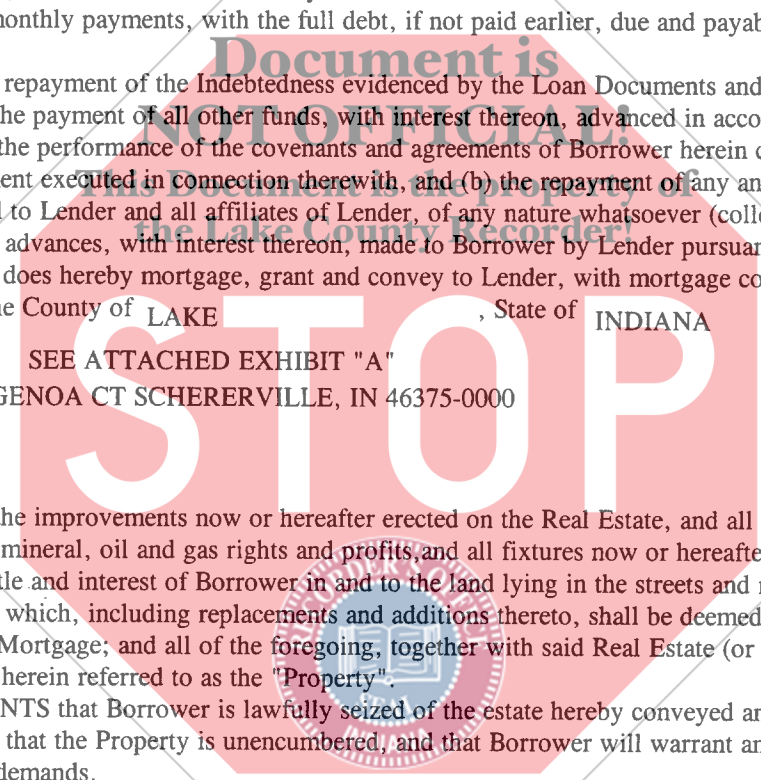 monthly payments, with the full debt, if not paid earlier, due and payab
Document is
repayment of the Indebtedness evidenced by the Loan Documents and
he payment of all other funds, with interest thereon, advanced in acco
NOT OFFICIAL!
the performance of the covenants and agreements of Borrower herein c
ent executed in connection therewith, and (b) the repayment of any an
This Document is the property of
l to Lender and all affiliates of Lender, of any nature whatsoever (colle
the Lake County Recorder!
advances, with interest thereon, made to Borrower by Lender pursuan
does hereby mortgage, grant and convey to Lender, with mortgage co
e County of LAKE , State of INDIANA
STOP
SEE ATTACHED EXHIBIT "A"
GENOA CT SCHERERVILLE, IN 46375-0000
he improvements now or hereafter erected on the Real Estate, and all
mineral, oil and gas rights and profits,and all fixtures now or hereafte
tle and interest of Borrower in and to the land lying in the streets and r
which, including replacements and additions thereto, shall be deemed
Mortgage; and all of the foregoing, together with said Real Estate (or
herein referred to as the "Property".
NTS that Borrower is lawfully seized of the estate hereby conveyed an
that the Property is unencumbered, and that Borrower will warrant an
demands.
RECORDER'S OFFICE
INDIANA